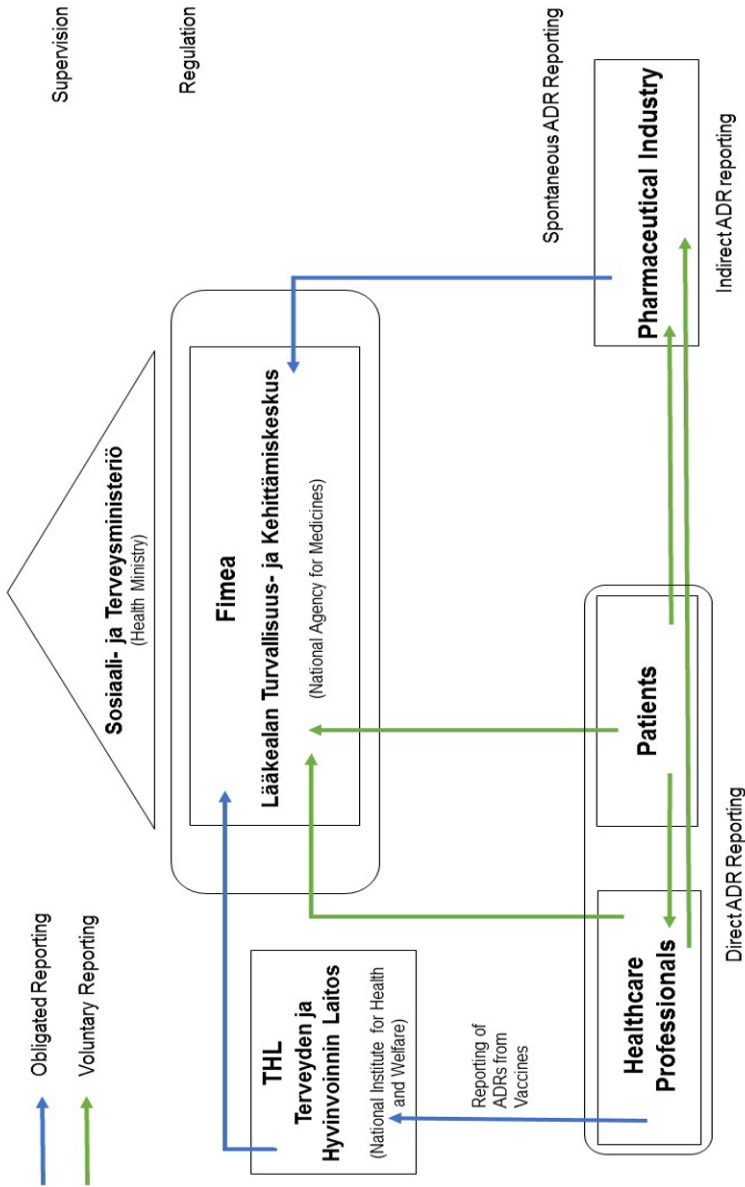 Obligated Reporting
Voluntary Reporting
Supervision
Sosiaali- ja Terveysministeriö
(Health Ministry)
Regulation
Fimea
Lääkealan Turvallisuus- ja Kehittämiskeskus
(National Agency for Medicines)
THL
Terveyden ja
Hyvinvoinnin Laitos
(National Institute for Health
and Welfare)
Reporting of
ADRs from
Vaccines
Spontaneous ADR Reporting
Healthcare
Professionals
Patients
Pharmaceutical Industry
Direct ADR Reporting
Indirect ADR reporting